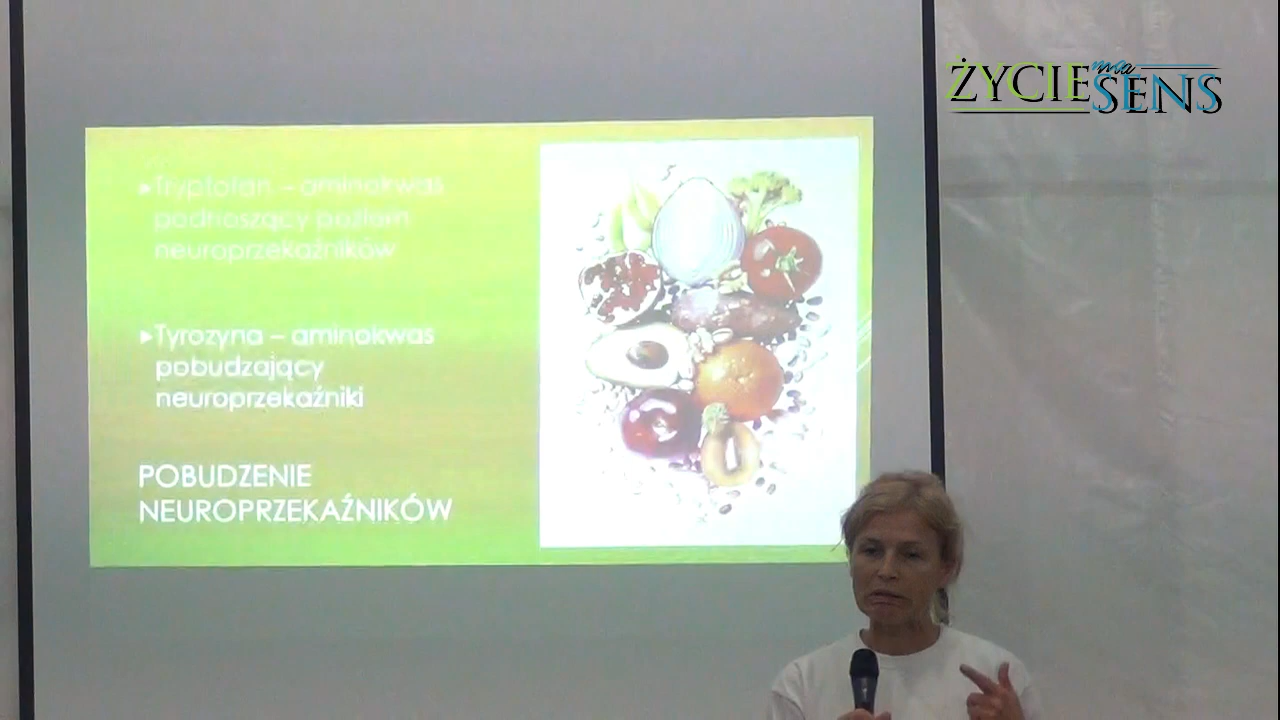 ▸Tryptofan – aminokwas
podnoszący poziom
neuroprzekaźników
▸Tyrozyna – aminokwas
pobudzający
neuroprzekaźniki
POBUDZENIE
NEUROPRZEKAŹNIKÓW
ŻYCIE ma
SENS